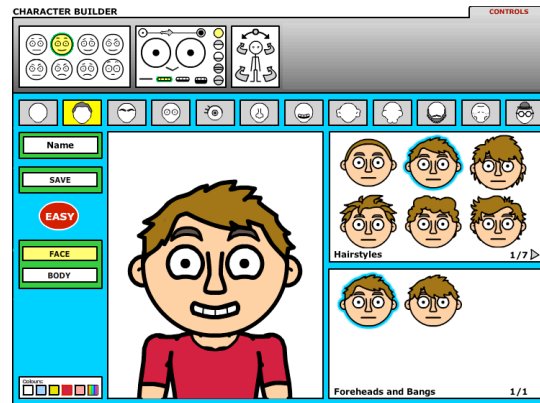 CHARACTER BUILDER
CONTROLS
Name
SAVE
EASY
FACE
BODY
Colours:
Hairstyles
1/7
Foreheads and Bangs
1/1